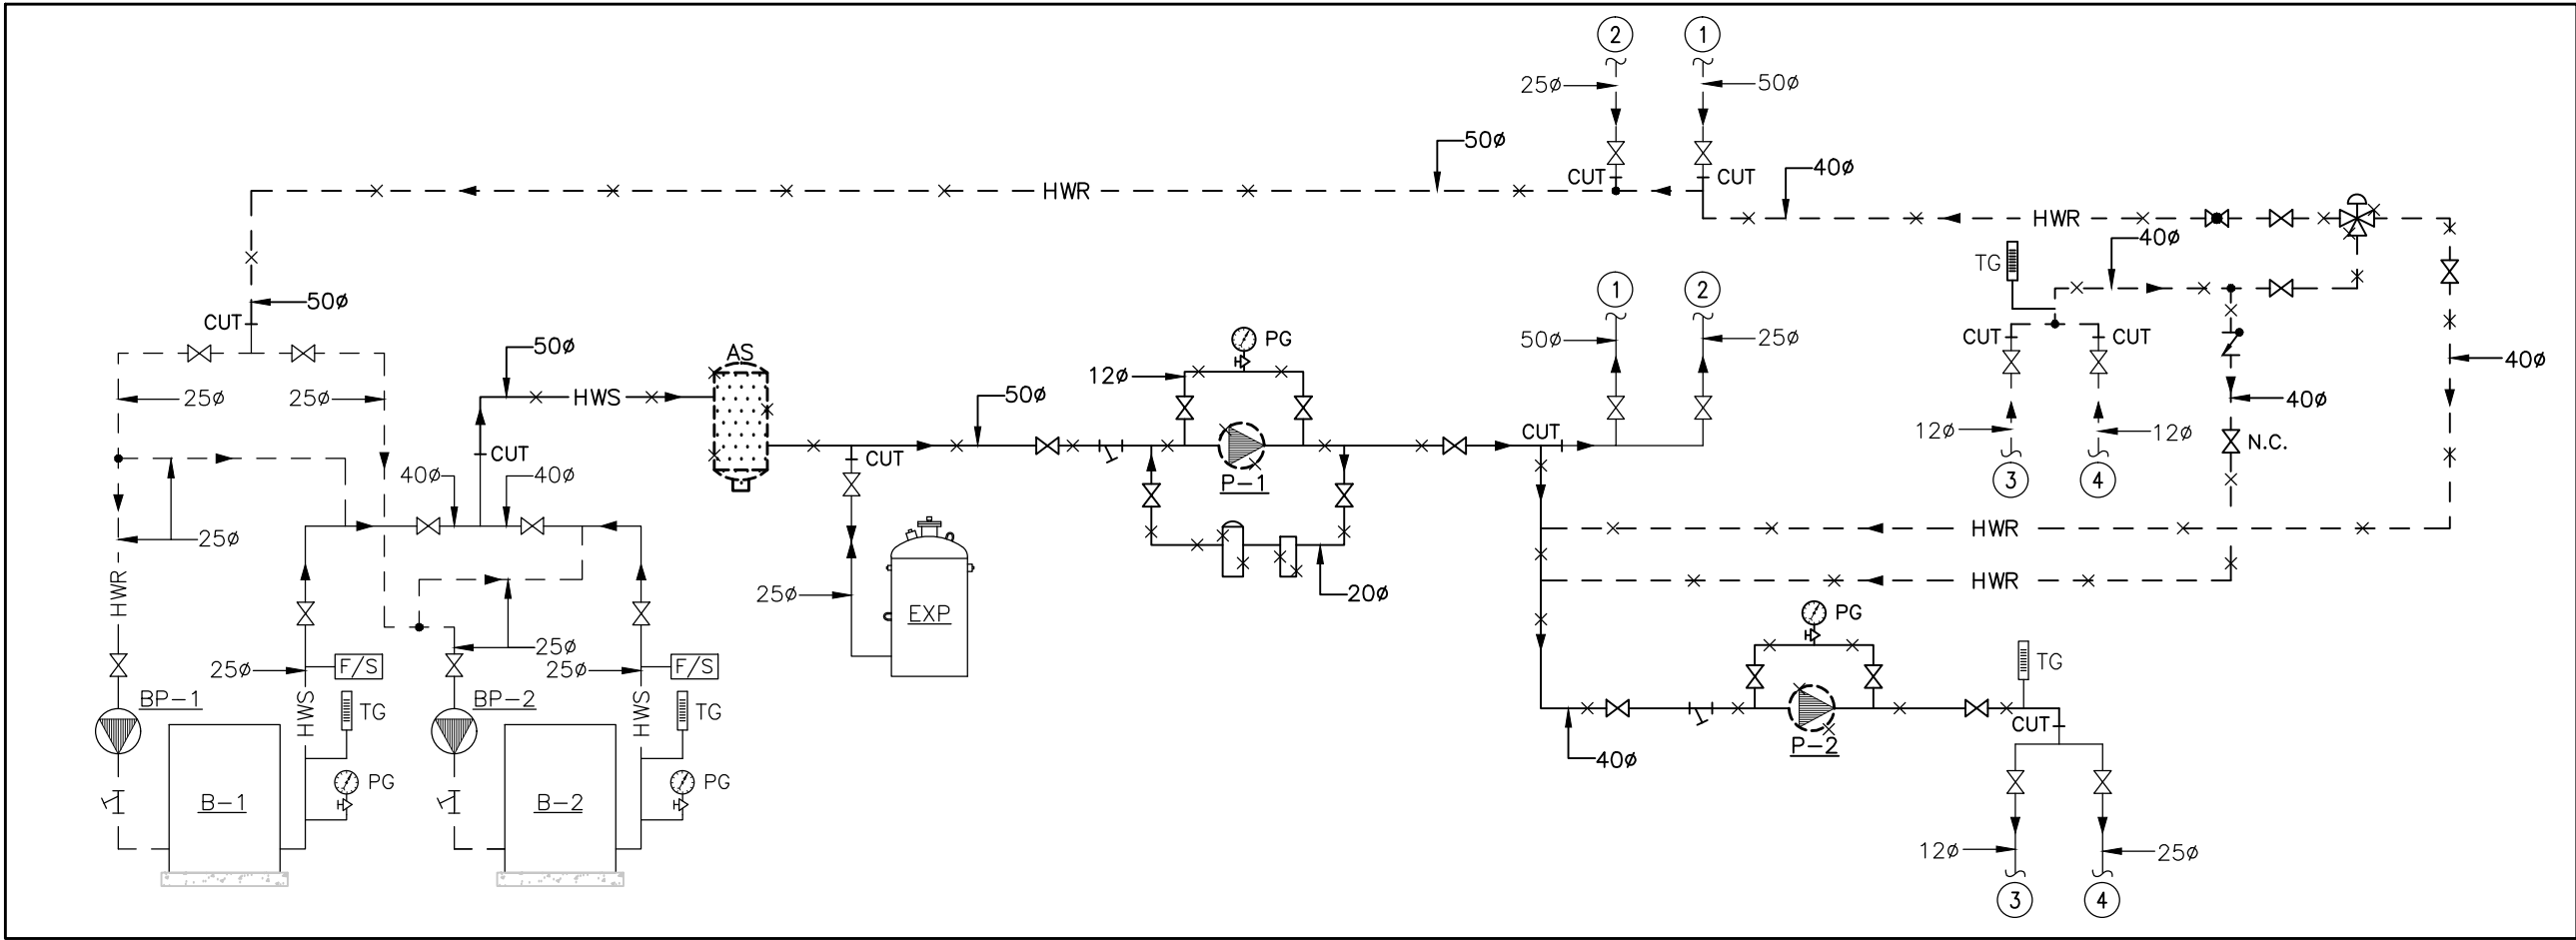 2
1
25ø
50ø
50ø
CUT
CUT
40ø
HWR
HWR
40ø
TG
50ø
1
2
CUT
CUT
CUT
50ø
25ø
50ø
AS
PG
12ø
40ø
25ø
25ø
HWS
50ø
40ø
12ø
12ø
CUT
CUT
CUT
N.C.
40ø
40ø
P-1
3
4
HWR
25ø
HWR
HWR
20ø
25ø
EXP
PG
25ø
25ø
F/S
25ø
F/S
TG
BP-1
BP-2
HWS
TG
HWS
TG
CUT
P-2
40ø
B-1
PG
B-2
PG
12ø
25ø
3
4